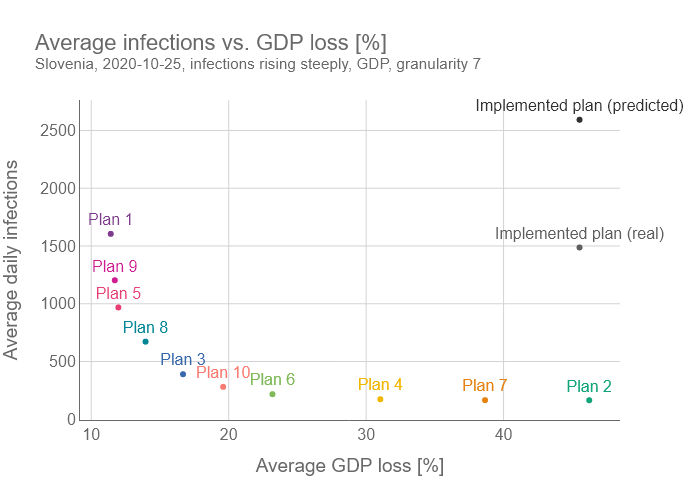 Average infections vs. GDP loss [%]
Slovenia, 2020-10-25, infections rising steeply, GDP, granularity 7
Implemented plan (predicted)
2500
2000
Plan 1
1500
Implemented plan (real)
Plan 9
Plan 5
1000
Plan 8
Plan 3
500
Plan 10
Plan 6
Plan 4
Plan 7
Plan 2
0
10
20
30
40
Average daily infections
Average GDP loss [%]